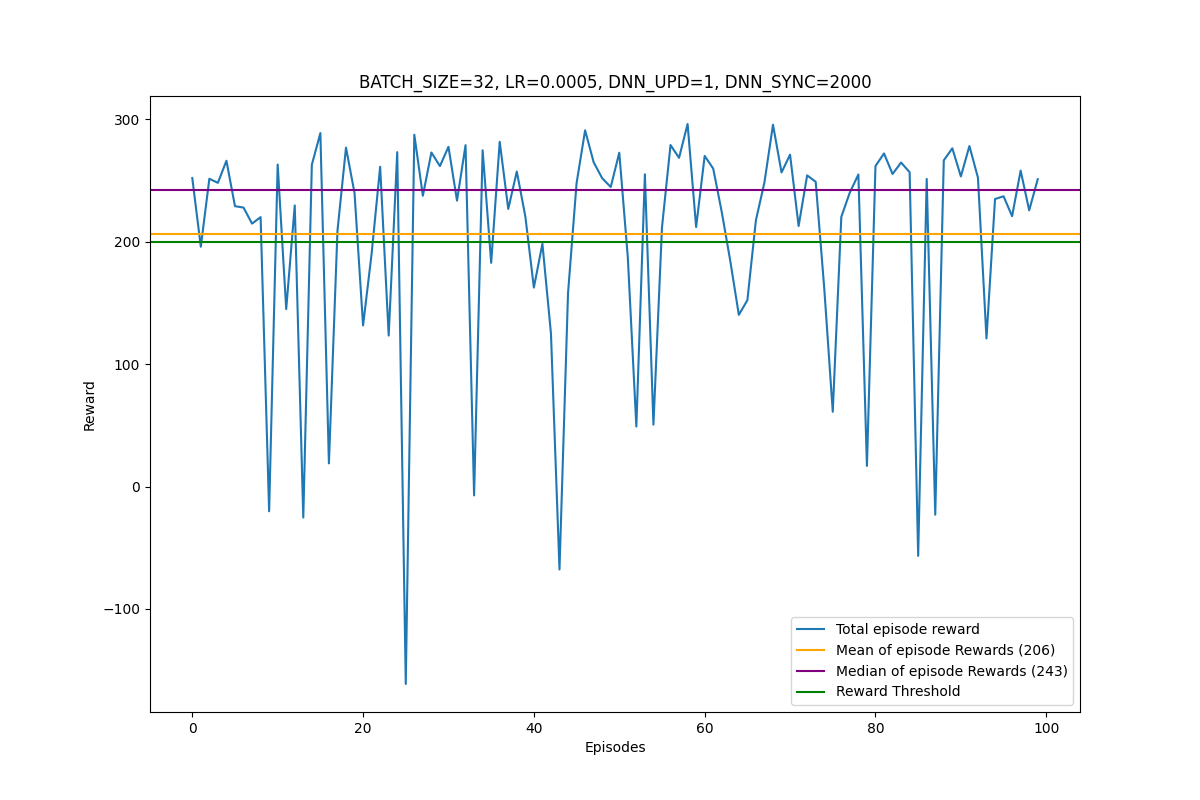 BATCH_SIZE=32, LR=0.0005, DNN_UPD=1, DNN_SYNC=2000
300
200
100
0
−100
Reward
0 20 40 60 80 100
Episodes
Total episode reward
Mean of episode Rewards (206)
Median of episode Rewards (243)
Reward Threshold